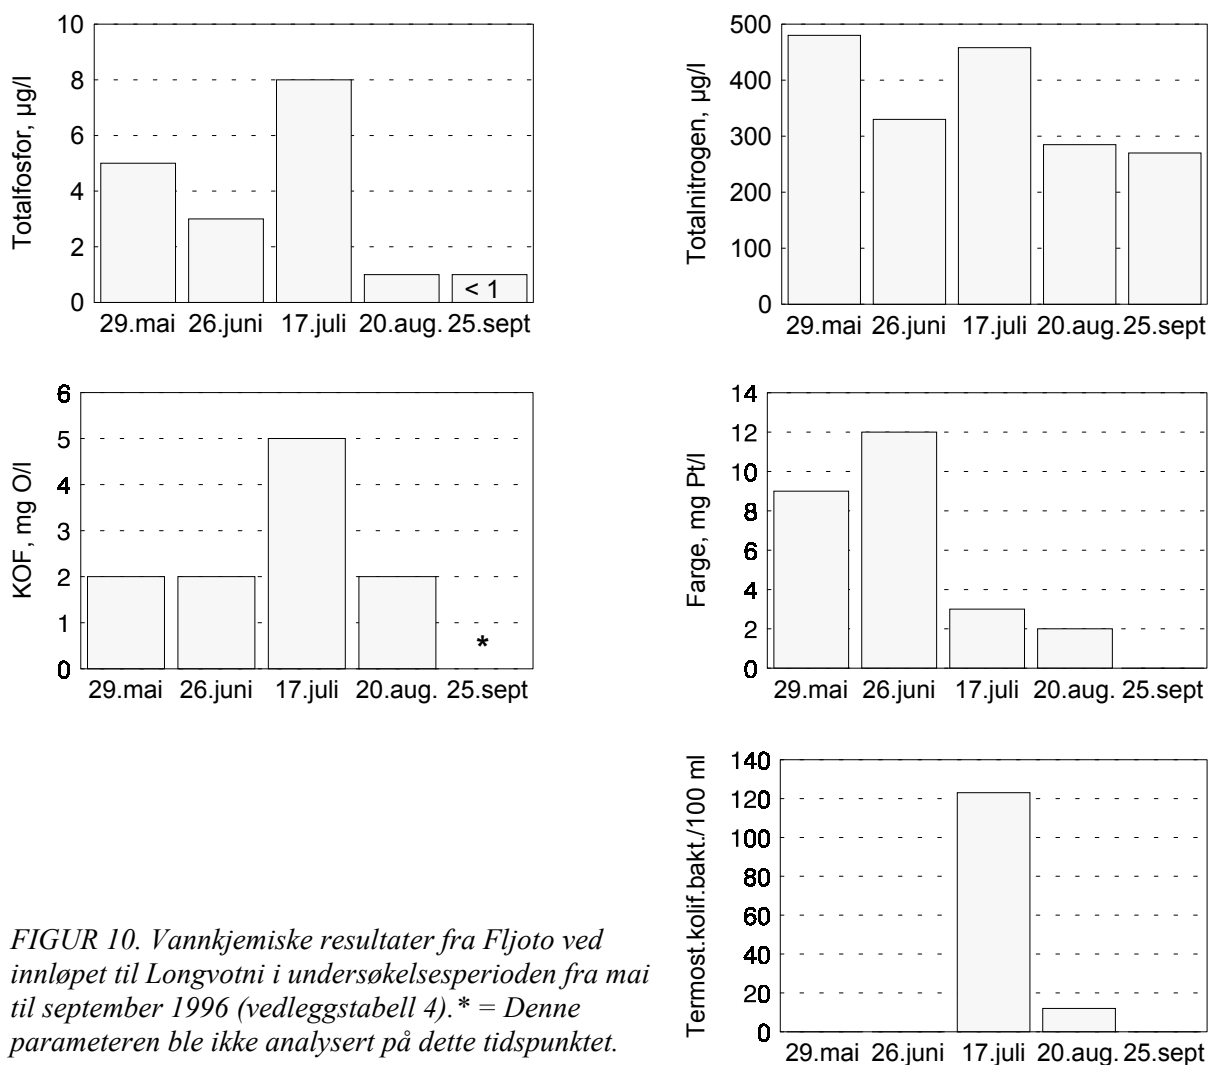 Totalfosfor, µg/l
10
8
6
4
2
0
< 1
29.mai 26.juni 17.juli 20.aug. 25.sept
Totalnitrogen, µg/l
500
400
300
200
100
0
29.mai 26.juni 17.juli 20.aug. 25.sept
KOF, mg O/l
6
5
4
3
2
1
0
*
29.mai 26.juni 17.juli 20.aug. 25.sept
Farge, mg Pt/l
14
12
10
8
6
4
2
0
29.mai 26.juni 17.juli 20.aug. 25.sept
Termost.kolif.bakt./100 ml
140
120
100
80
60
40
20
0
29.mai 26.juni 17.juli 20.aug. 25.sept
FIGUR 10. Vannkjemiske resultater fra Fljoto ved
innløpet til Longvotni i undersøkelsesperioden fra mai
til september 1996 (vedleggstabell 4).* = Denne
parameteren ble ikke analysert på dette tidspunktet.